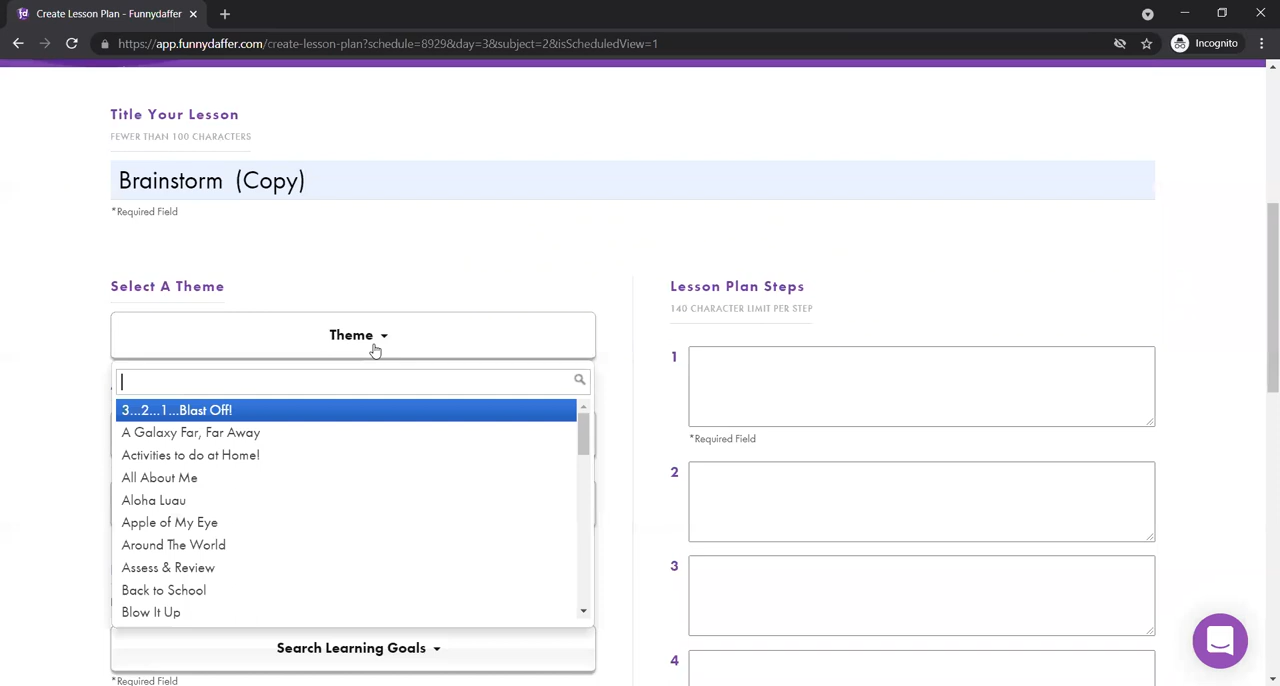 Create Lesson Plan - Funnydaffer
https://app.funnydaffer.com/create-lesson-plan?schedule=8929&day=3&subject=2&isScheduledView=1
Incognito
Title Your Lesson
FEWER THAN 100 CHARACTERS
Brainstorm (Copy)
*Required Field
Select A Theme
Theme
3...2...1...Blast Off!
A Galaxy Far, Far Away
Activities to do at Home!
All About Me
Aloha Luau
Apple of My Eye
Around The World
Assess & Review
Back to School
Blow It Up
Search Learning Goals
*Required Field
Lesson Plan Steps
140 CHARACTER LIMIT PER STEP
1
*Required Field
2
3
4